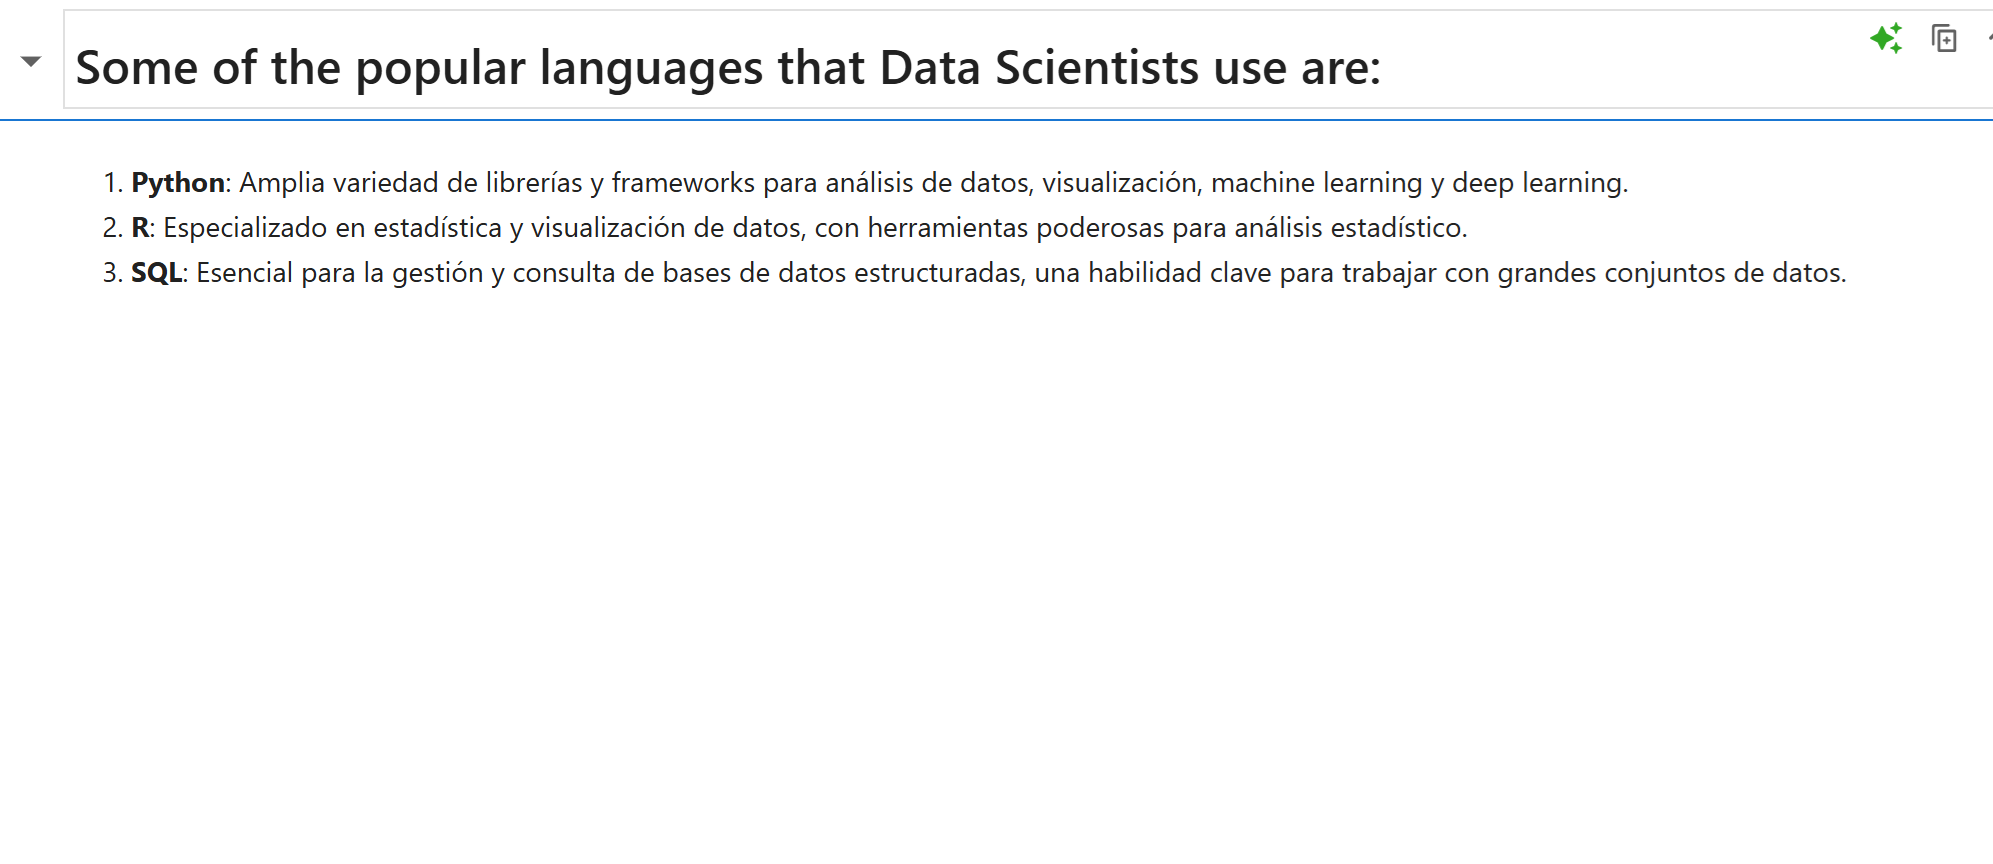 Some of the popular languages that Data Scientists use are:
1. Python: Amplia variedad de librerías y frameworks para análisis de datos, visualización, machine learning y deep learning.
2. R: Especializado en estadística y visualización de datos, con herramientas poderosas para análisis estadístico.
3. SQL: Esencial para la gestión y consulta de bases de datos estructuradas, una habilidad clave para trabajar con grandes conjuntos de datos.